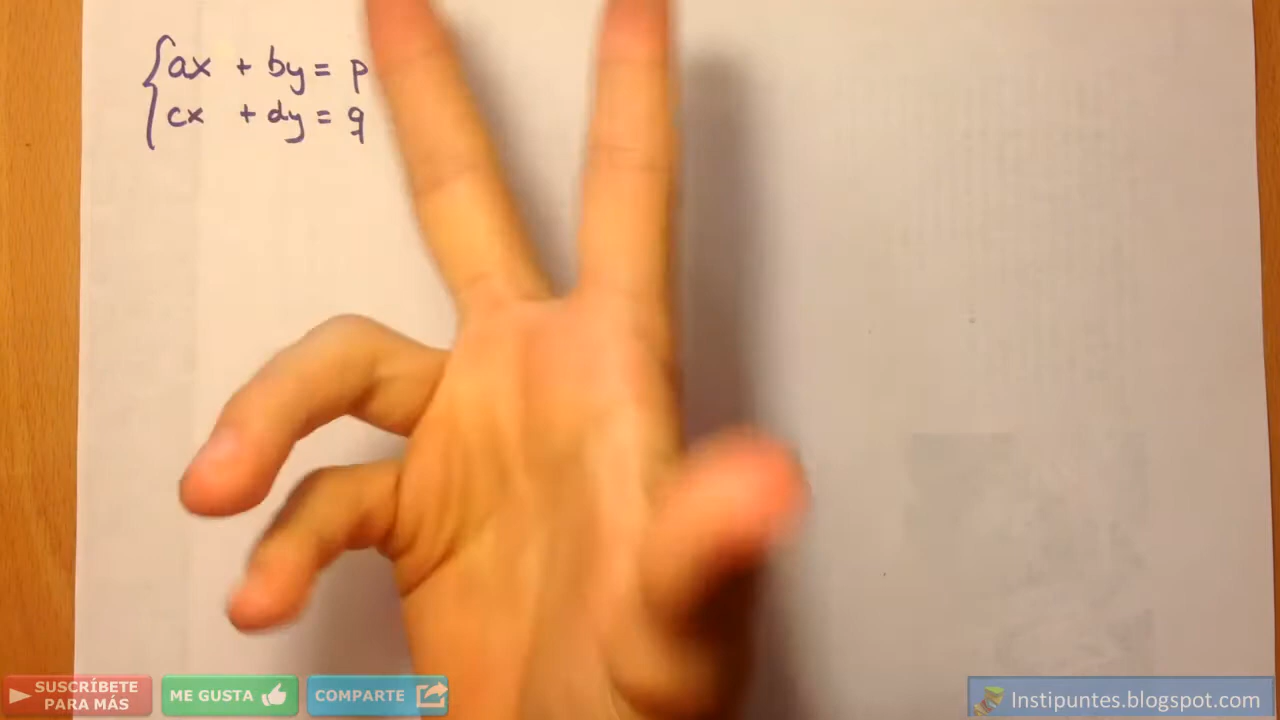 ax + by = p
cx + dy = q
SUSCRÍBETE
PARA MÁS
ME GUSTA
COMPARTE
Instipuntes.blogspot.com